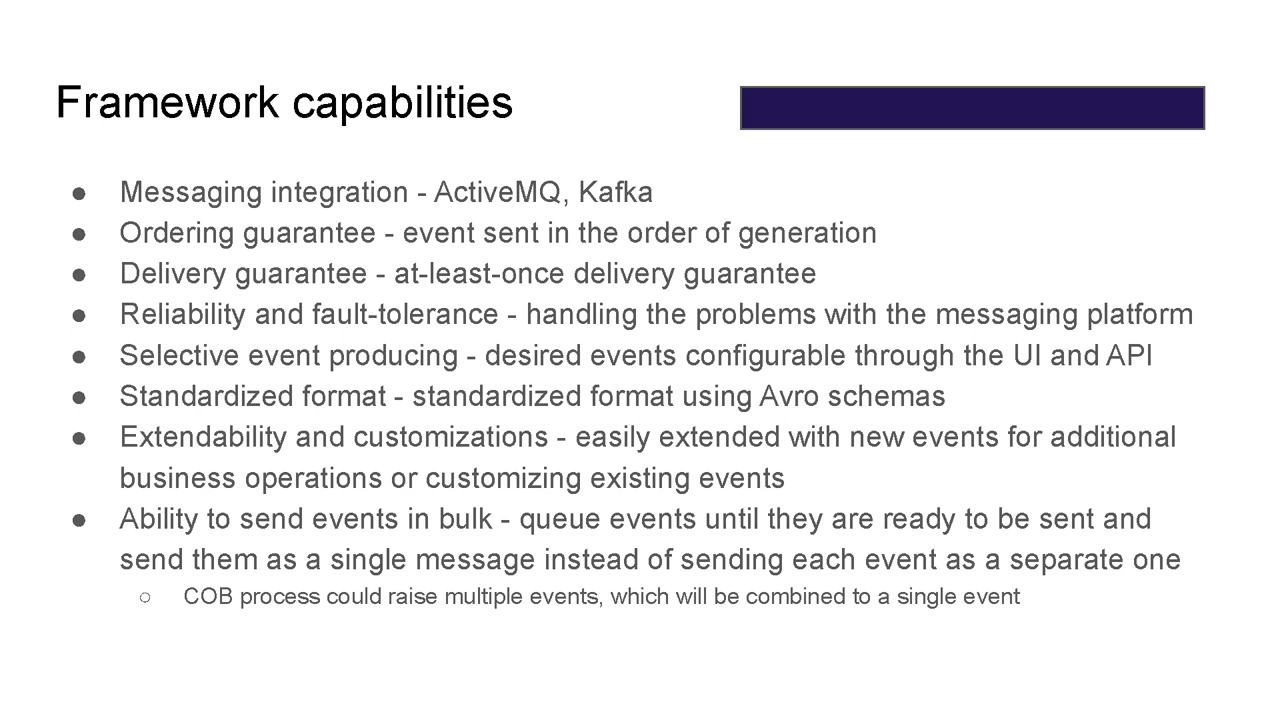 Framework capabilities
● Messaging integration - ActiveMQ, Kafka
● Ordering guarantee - event sent in the order of generation
● Delivery guarantee - at-least-once delivery guarantee
● Reliability and fault-tolerance - handling the problems with the messaging platform
● Selective event producing - desired events configurable through the UI and API
● Standardized format - standardized format using Avro schemas
● Extendability and customizations - easily extended with new events for additional
business operations or customizing existing events
● Ability to send events in bulk - queue events until they are ready to be sent and
send them as a single message instead of sending each event as a separate one
○ COB process could raise multiple events, which will be combined to a single event